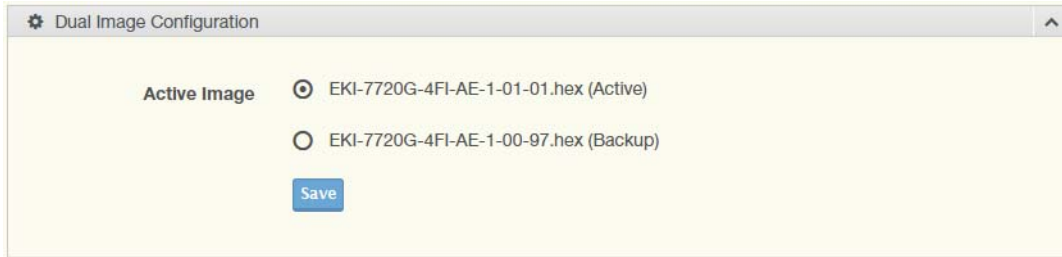 Dual Image Configuration
Active Image
EKI-7720G-4FI-AE-1-01-01.hex (Active)
EKI-7720G-4FI-AE-1-00-97.hex (Backup)
Save